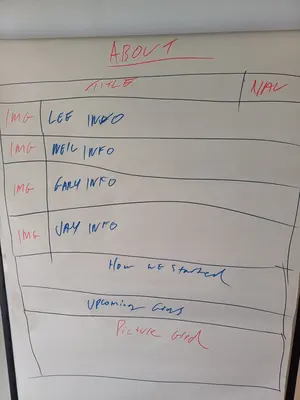 ABOUT
TITLE NAV
IMG LEE INFO
IMG NEIL INFO
IMG GARY INFO
IMG JAY INFO
How we started
Upcoming Gigs
Picture Grid